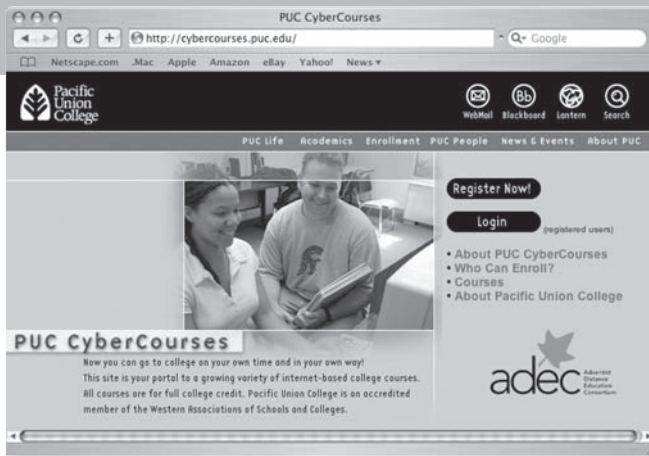 PUC CyberCourses
http://cybercourses.puc.edu/
Google
Netscape.com .Mac Apple Amazon eBay Yahoo! News
Pacific
Union
College
WebMail Bb Blackboard Lantern Search
PUC Life Academics Enrollment PUC People News & Events About PUC
Register Now!
Login (registered users)
• About PUC CyberCourses
• Who Can Enroll?
• Courses
• About Pacific Union College
PUC CyberCourses
Now you can go to college on your own time and in your own way!
This site is your portal to a growing variety of internet-based college courses.
All courses are for full college credit. Pacific Union College is an accredited
member of the Western Associations of Schools and Colleges.
adec
Adventist
Distance
Education
Consortium